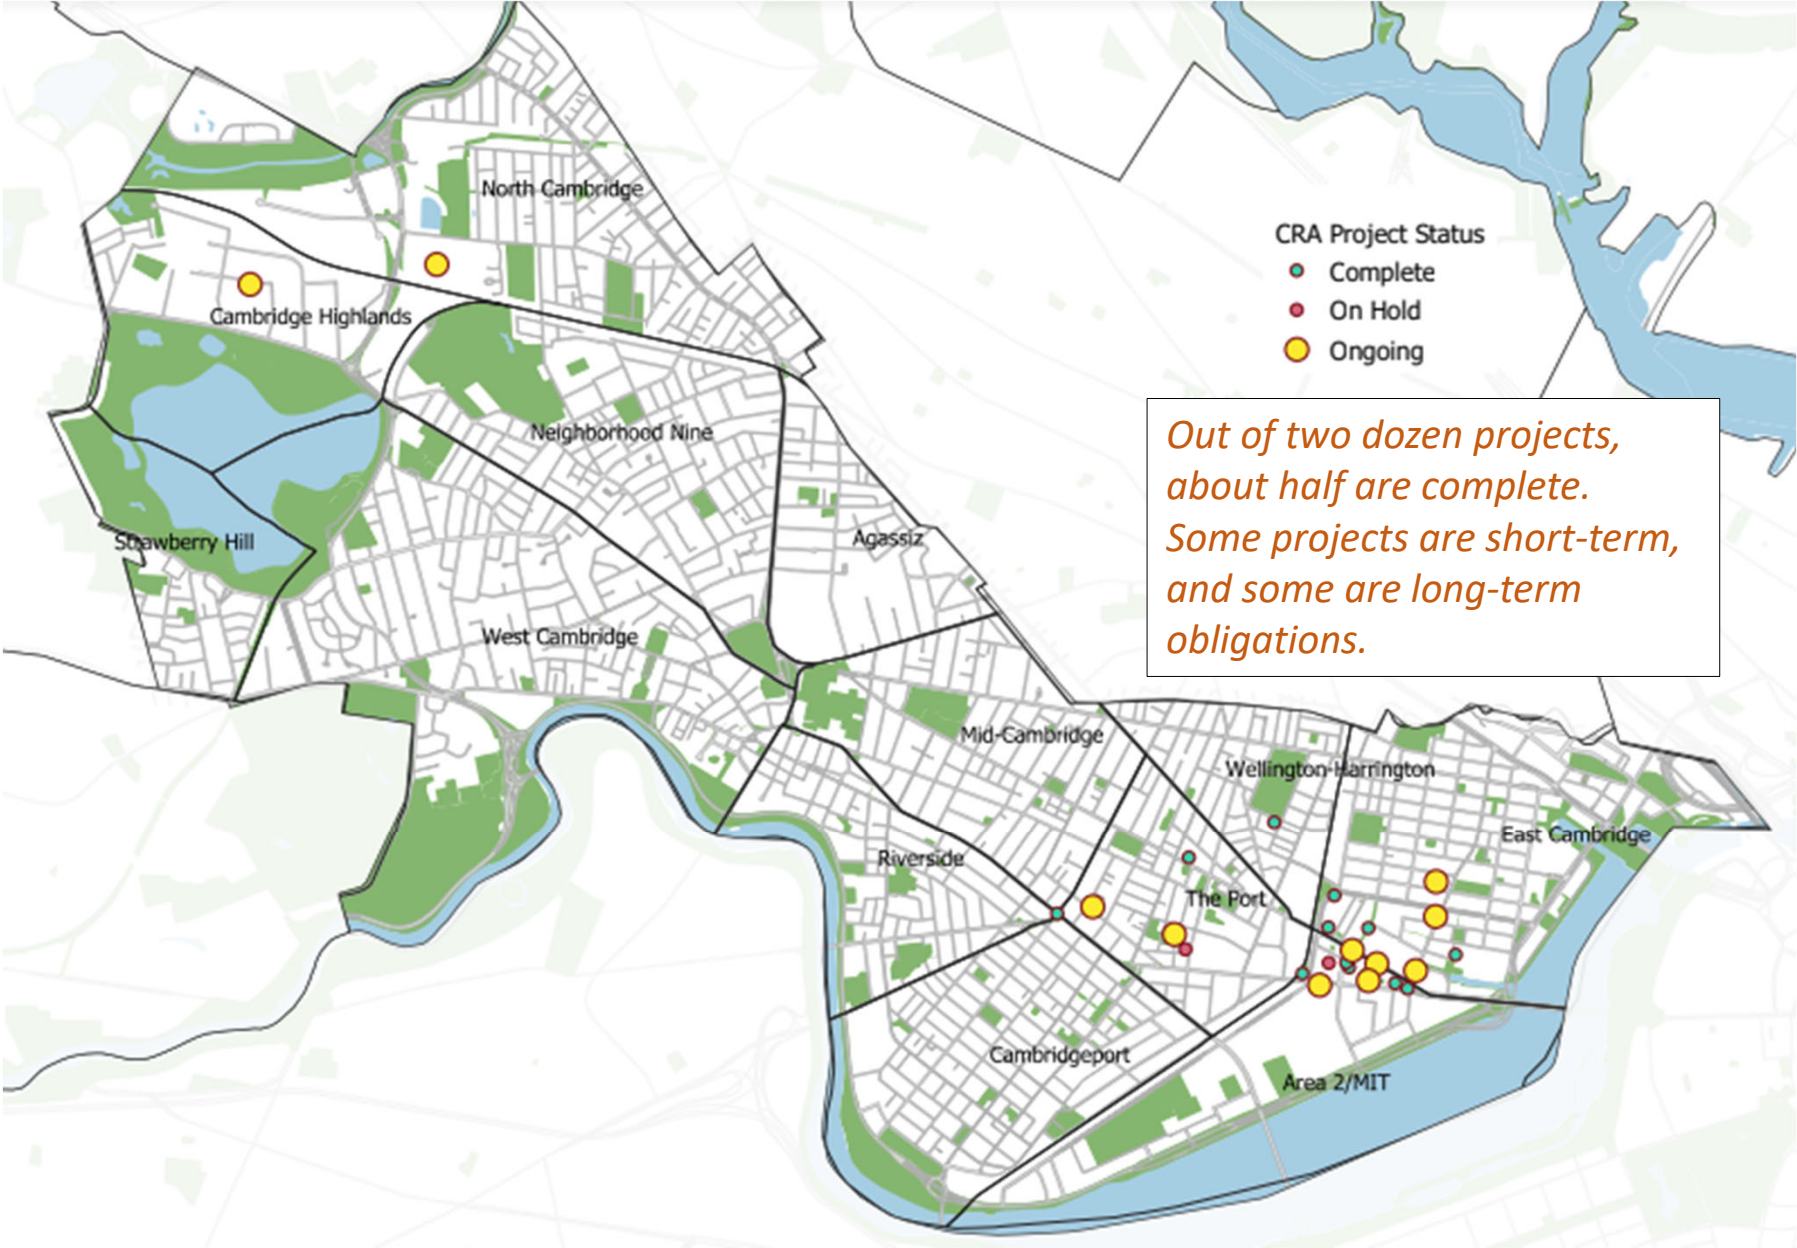 North Cambridge
CRA Project Status
Complete
On Hold
Ongoing
Cambridge Highlands
Out of two dozen projects,
about half are complete.
Some projects are short-term,
and some are long-term
obligations.
Neighborhood Nine
Agassiz
Strawberry Hill
West Cambridge
Mid-Cambridge
Wellington-Harrington
East Cambridge
Riverside
The Port
Cambridgeport
Area 2/MIT